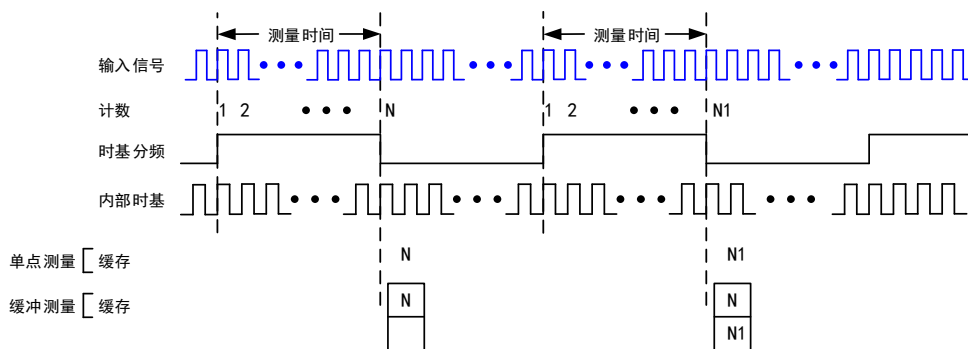 测量时间 测量时间
输入信号
计数 1 2 N 1 2 N1
时基分频
内部时基
单点测量 缓存 N N1
缓冲测量 缓存 N N
N1